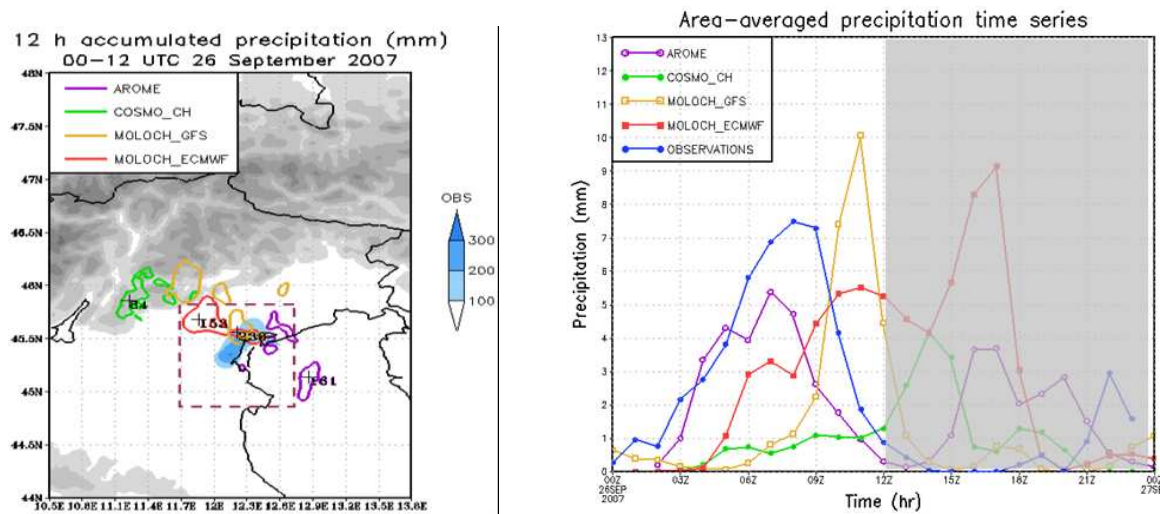 12 h accumulated precipitation (mm)
00-12 UTC 26 September 2007
48N
47.5N
47N
46.5N
46N
45.5N
45N
44.5N
44N
AROME
COSMO_CH
MOLOCH_GFS
MOLOCH_ECMWF
153
161
10.5E 10.8E 11.1E 11.4E 11.7E 12E 12.3E 12.6E 12.9E 13.2E 13.5E 13.8E
OBS
300
200
100
Area-averaged precipitation time series
Precipitation (mm)
13
12
11
10
9
8
7
6
5
4
3
2
1
0
AROME
COSMO_CH
MOLOCH_GFS
MOLOCH_ECMWF
OBSERVATIONS
00Z 03Z 06Z 09Z 12Z 15Z 18Z 21Z 00Z
26SEP 27SEP
2007
Time (hr)